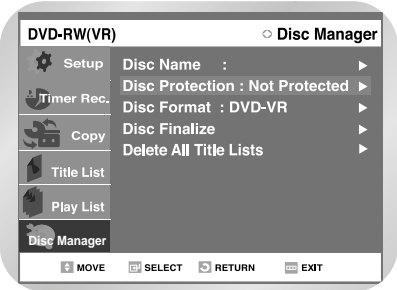 DVD-RW(VR) Disc Manager
Setup
Disc Name :
Disc Protection : Not Protected
Timer Rec.
Disc Format : DVD-VR
Copy
Disc Finalize
Delete All Title Lists
Title List
Play List
Disc Manager
MOVE SELECT RETURN EXIT